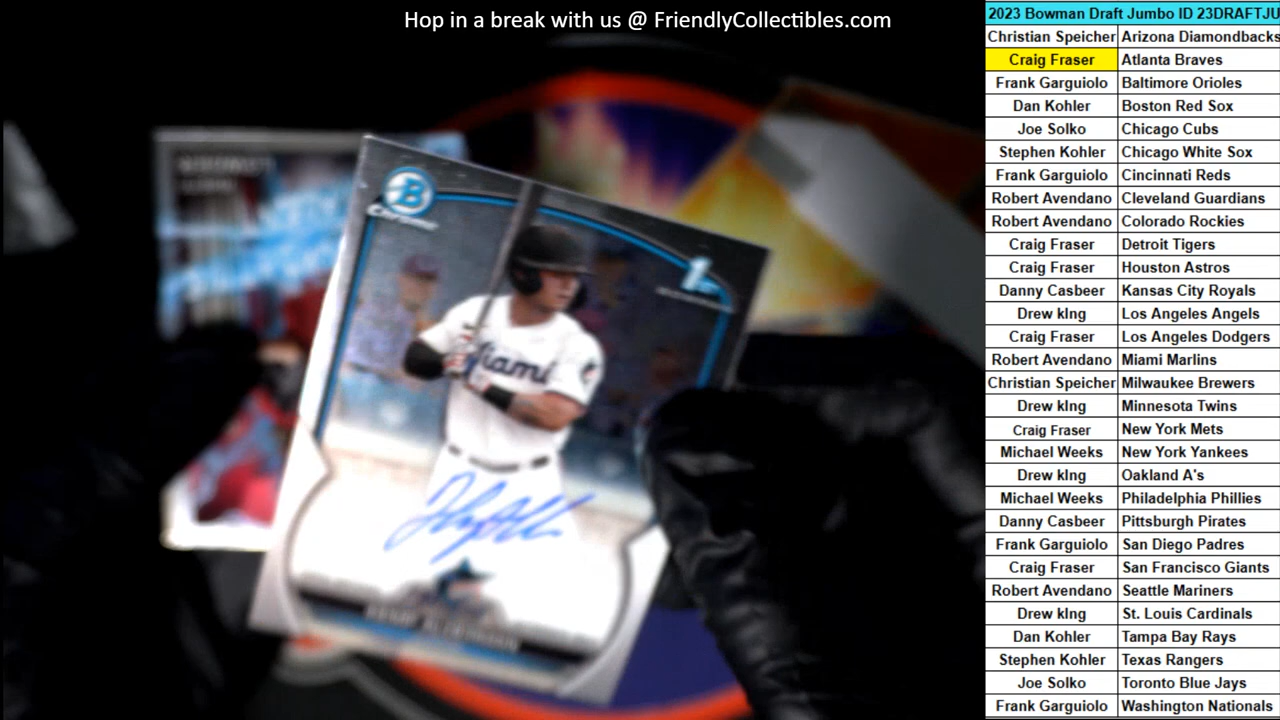 Hop in a break with us @ FriendlyCollectibles.com
2023 Bowman Draft Jumbo ID 23DRAFTJU
Christian Speicher Arizona Diamondbacks
Craig Fraser Atlanta Braves
Frank Garguiolo Baltimore Orioles
Dan Kohler Boston Red Sox
Joe Solko Chicago Cubs
Stephen Kohler Chicago White Sox
Frank Garguiolo Cincinnati Reds
Robert Avendano Cleveland Guardians
Robert Avendano Colorado Rockies
Craig Fraser Detroit Tigers
Craig Fraser Houston Astros
Danny Casbeer Kansas City Royals
Drew kIng Los Angeles Angels
Craig Fraser Los Angeles Dodgers
Robert Avendano Miami Marlins
Christian Speicher Milwaukee Brewers
Drew kIng Minnesota Twins
Craig Fraser New York Mets
Michael Weeks New York Yankees
Drew kIng Oakland A's
Michael Weeks Philadelphia Phillies
Danny Casbeer Pittsburgh Pirates
Frank Garguiolo San Diego Padres
Craig Fraser San Francisco Giants
Robert Avendano Seattle Mariners
Drew kIng St. Louis Cardinals
Dan Kohler Tampa Bay Rays
Stephen Kohler Texas Rangers
Joe Solko Toronto Blue Jays
Frank Garguiolo Washington Nationals
B
Chrome
1st
Miami